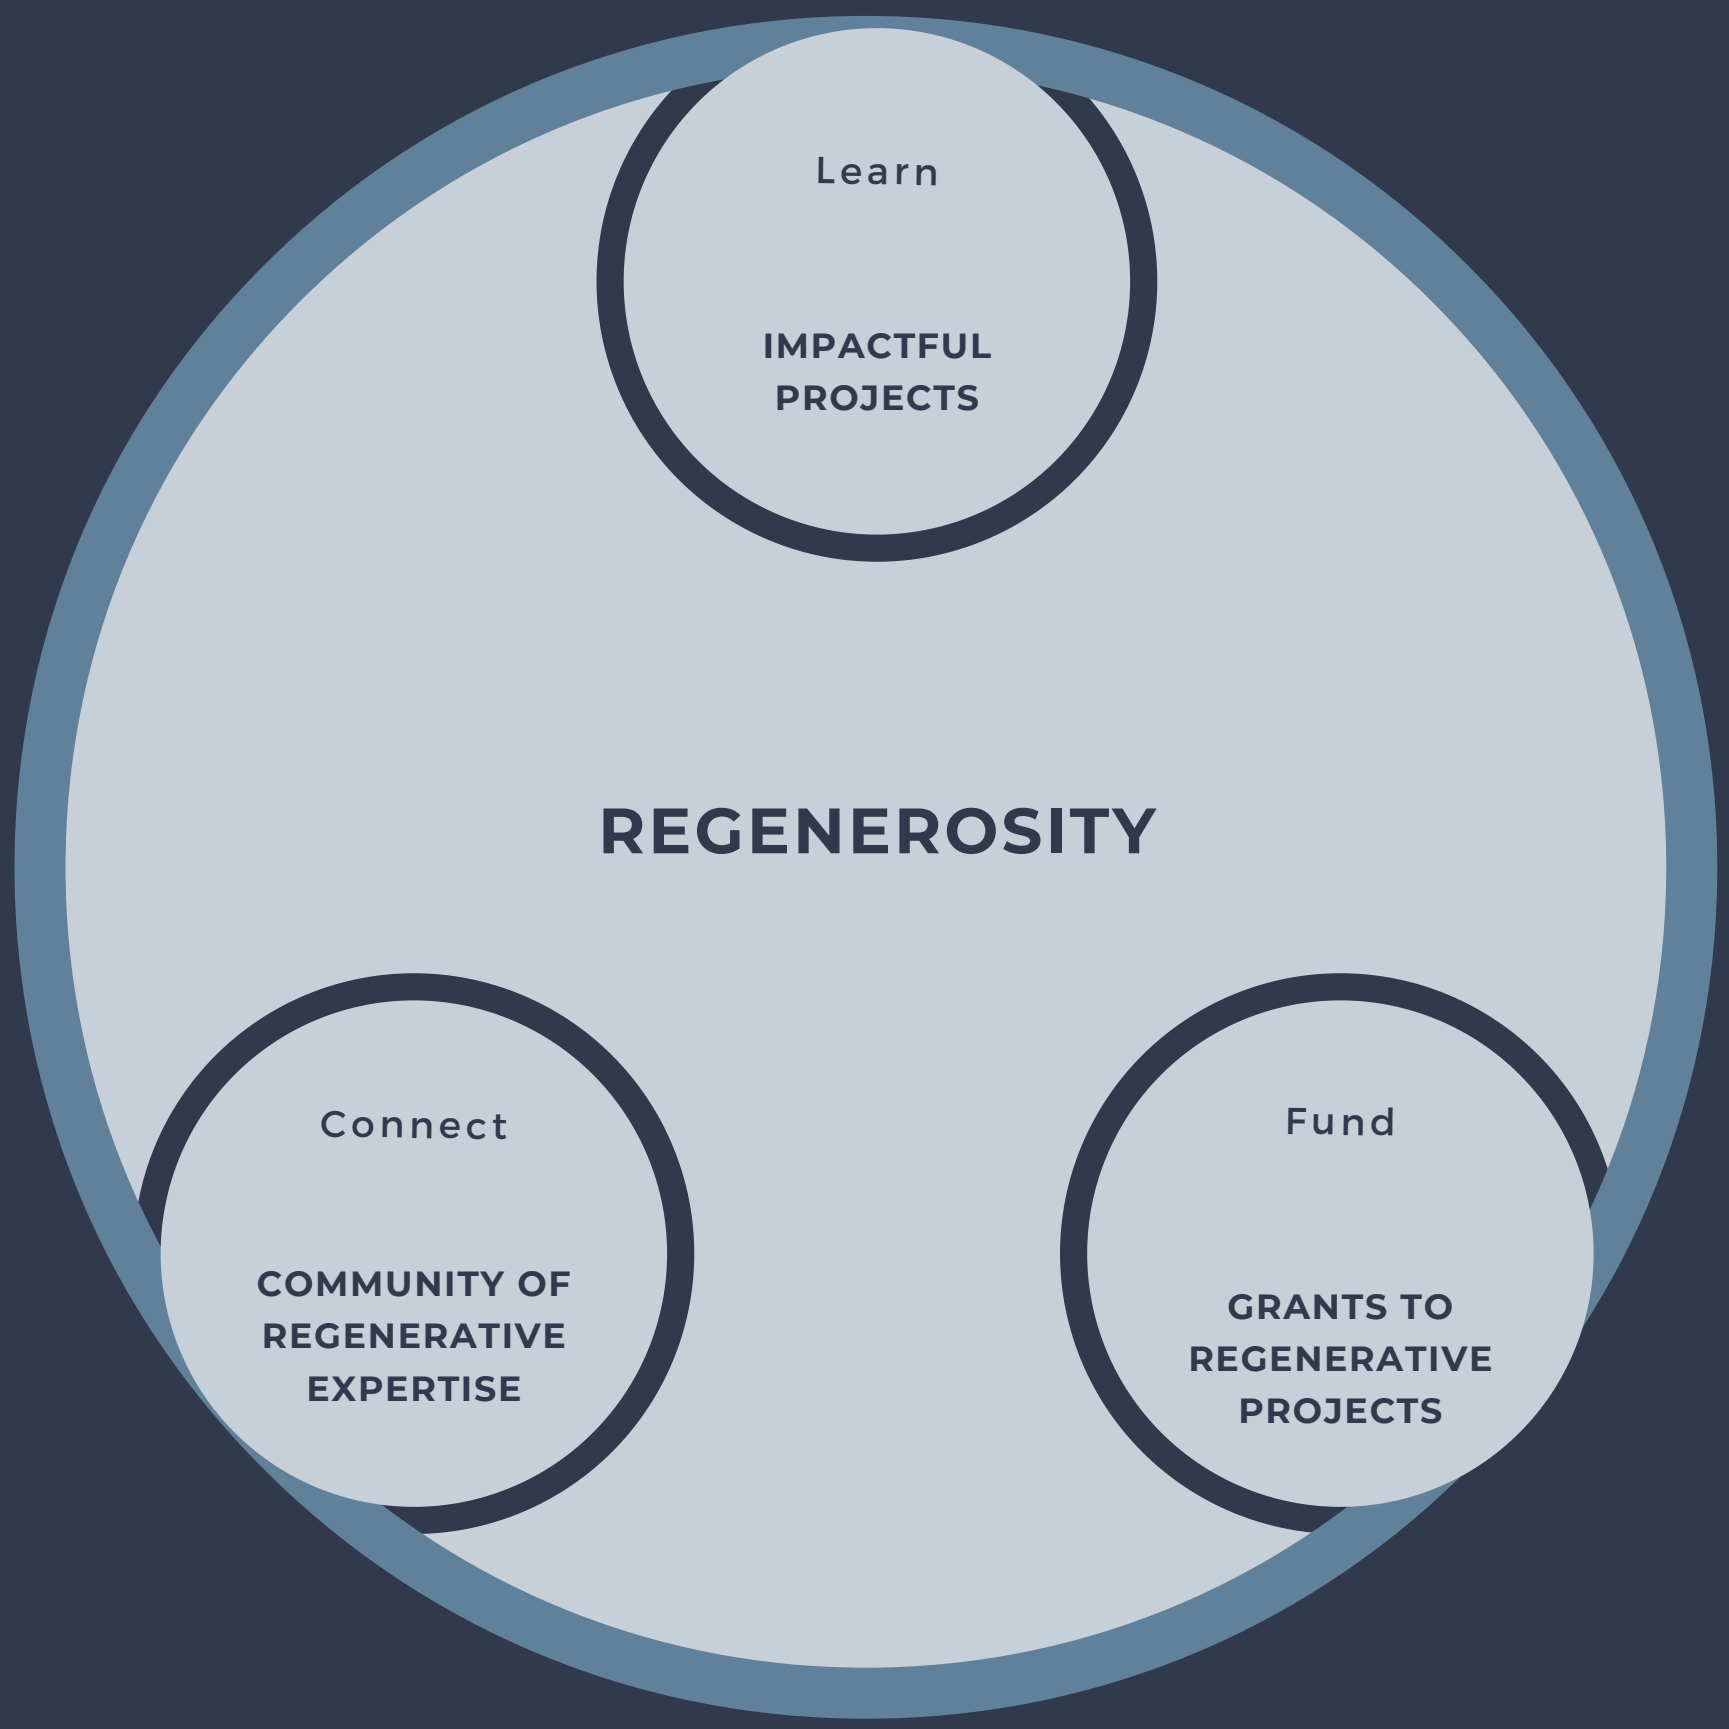 Learn
IMPACTFUL
PROJECTS
REGENEROSITY
Connect
COMMUNITY OF
REGENERATIVE
EXPERTISE
Fund
GRANTS TO
REGENERATIVE
PROJECTS